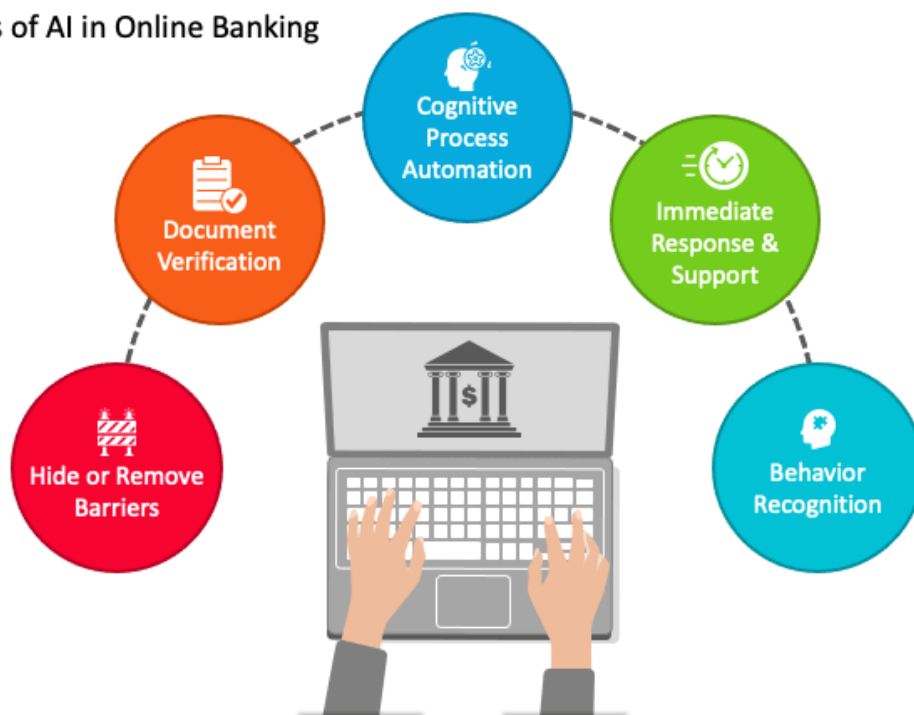 s of AI in Online Banking
Cognitive
Process
Automation
Document
Verification
Immediate
Response &
Support
Hide or Remove
Barriers
Behavior
Recognition
$